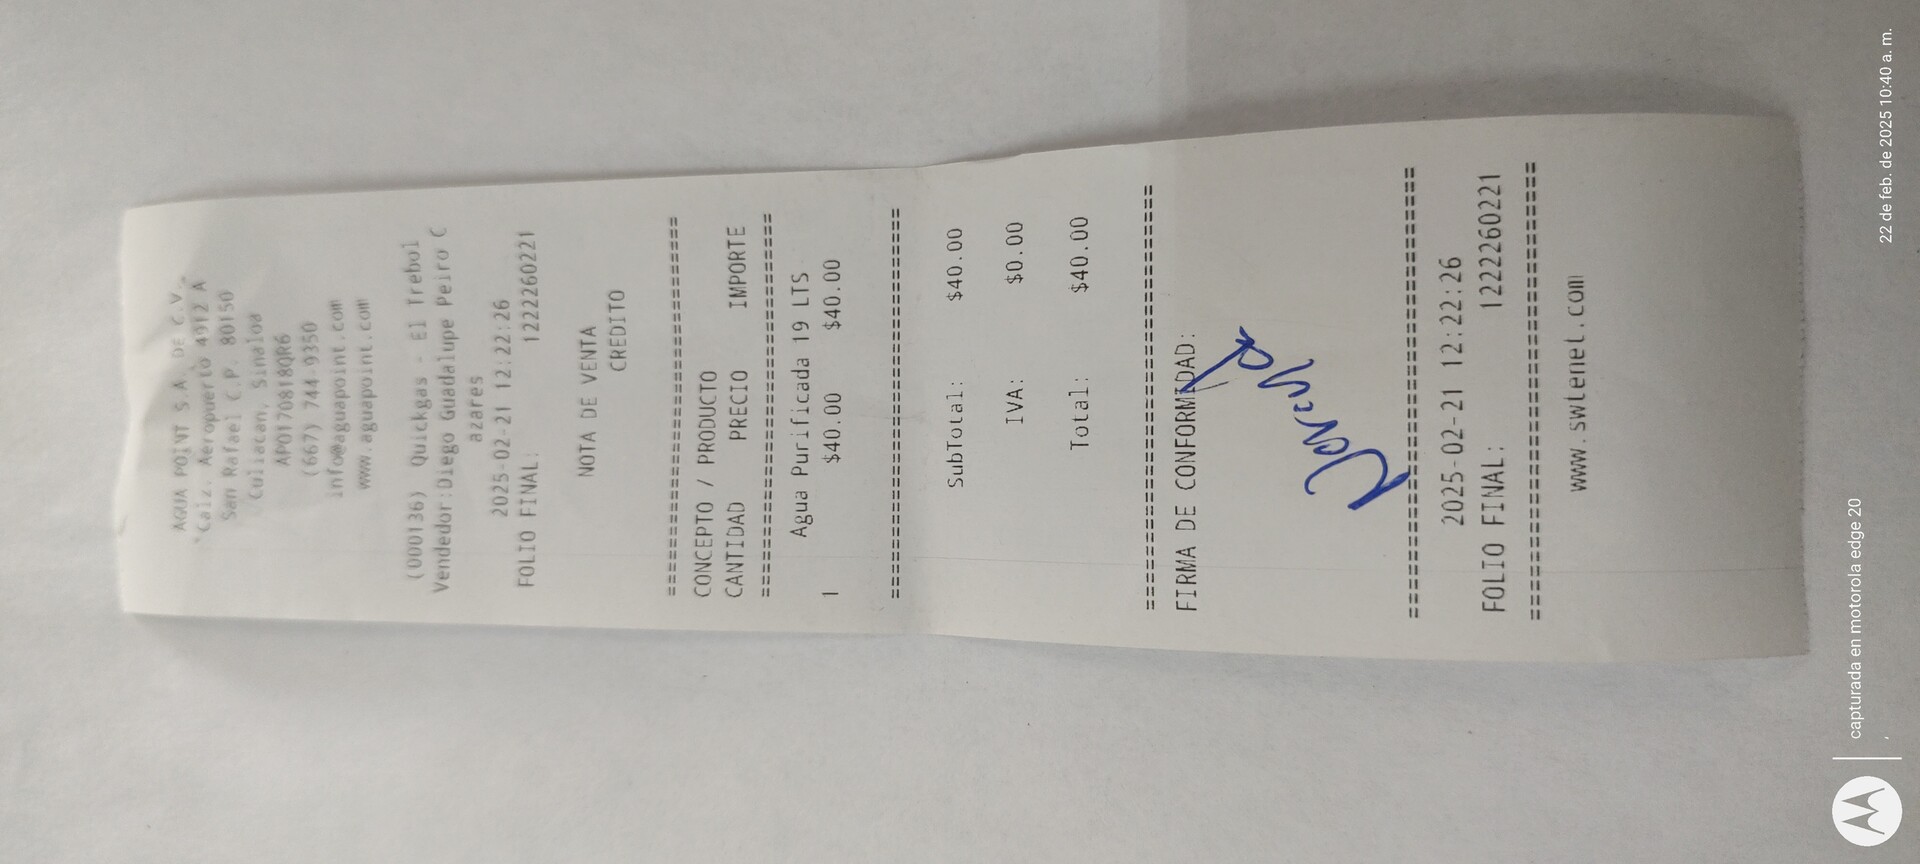 AGUA POINT S.A. DE C.V.
Calz. Aeropuerto 4912 A
San Rafael C.P. 80150
Culiacan, Sinaloa
APO170818QR6
(667) 744-9350
info@aguapoint.com
www.aguapoint.com
(000136) Quickgas - El Trebol
Vendedor:Diego Guadalupe Peiro C
azares
2025-02-21 12:22:26
FOLIO FINAL: 1222260221
NOTA DE VENTA
CREDITO
================================
CONCEPTO / PRODUCTO
CANTIDAD PRECIO IMPORTE
================================
Agua Purificada 19 LTS
1 $40.00 $40.00
================================
SubTotal: $40.00
IVA: $0.00
Total: $40.00
================================
FIRMA DE CONFORMIDAD:
================================
2025-02-21 12:22:26
FOLIO FINAL: 1222260221
================================
www.swtenet.com
capturada en motorola edge 20
22 de feb. de 2025 10:40 a. m.